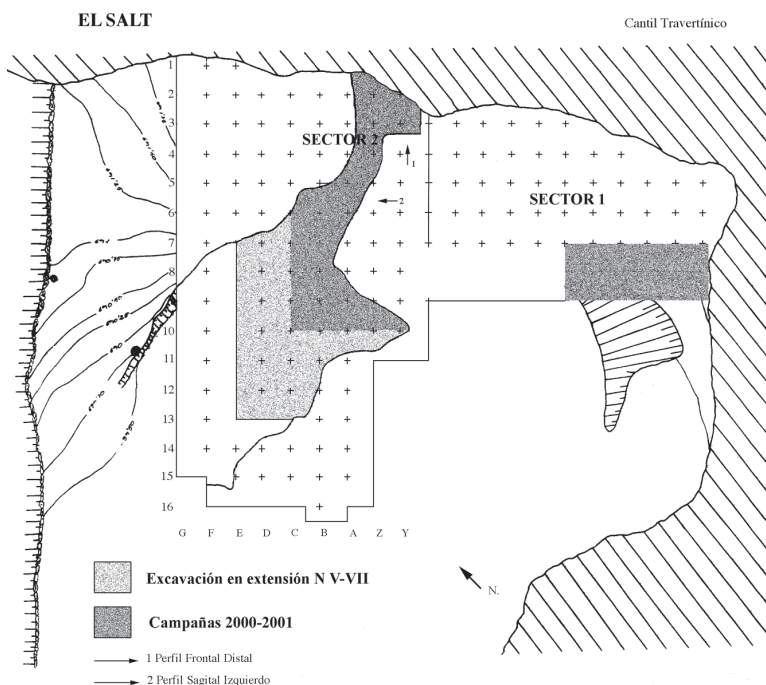 EL SALT
Cantil Travertínico
1
2
3
4
5
6
7
8
9
10
11
12
13
14
15
16
SECTOR 2
SECTOR 1
1
2
G F E D C B A Z Y
N.
Excavación en extensión N V-VII
Campañas 2000-2001
1 Perfil Frontal Distal
2 Perfil Sagital Izquierdo